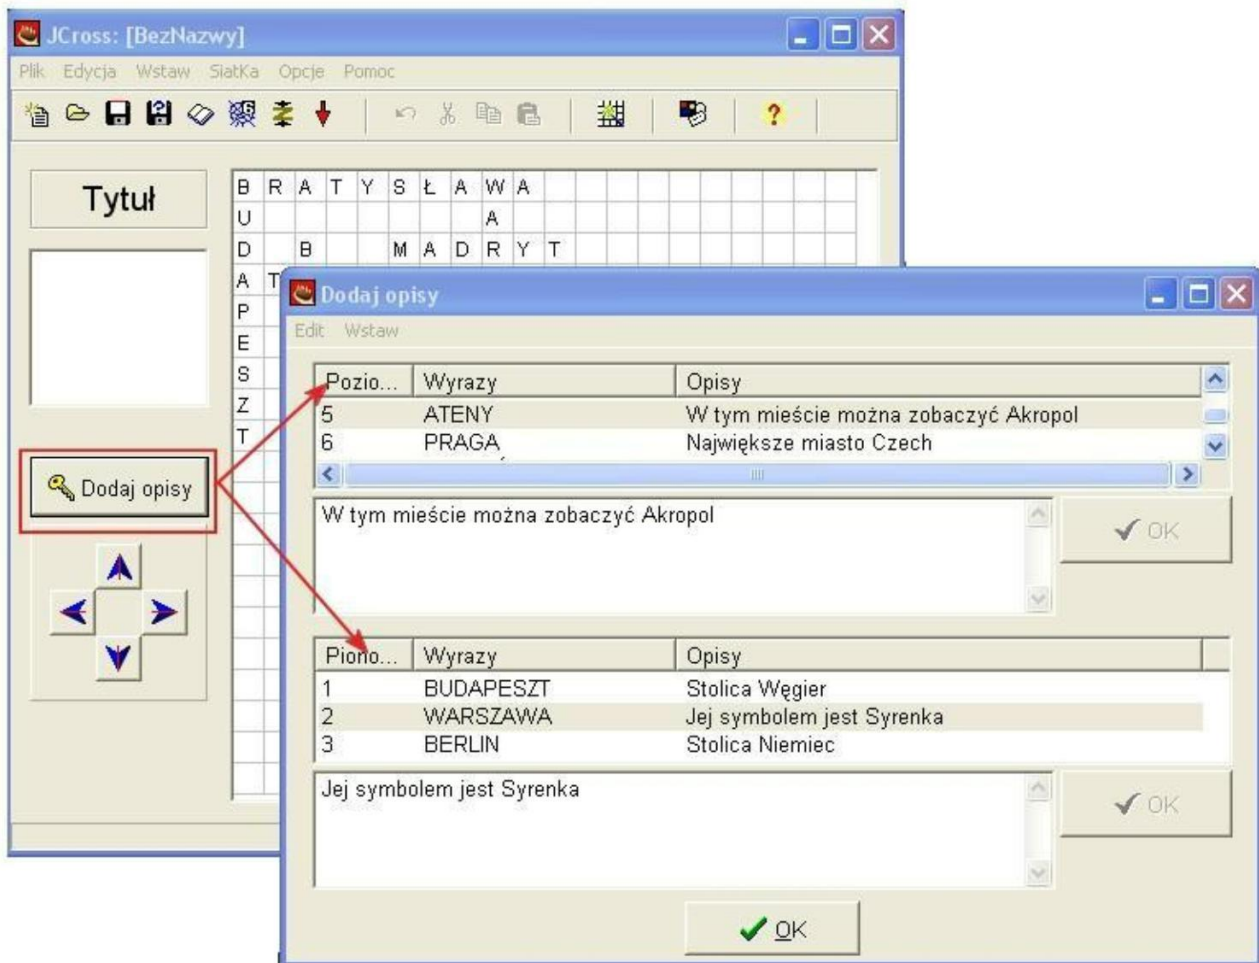 JCross: [BezNazwy]
Plik Edycja Wstaw SiatKa Opcje Pomoc
Tytuł
B R A T Y S Ł A W A
U A
D B M A D R Y T
A T
P
E
S
Z
T
Dodaj opisy
Dodaj opisy
Edit Wstaw
Pozio... Wyrazy Opisy
5 ATENY W tym mieście można zobaczyć Akropol
6 PRAGA Największe miasto Czech
W tym mieście można zobaczyć Akropol
OK
Piono... Wyrazy Opisy
1 BUDAPESZT Stolica Węgier
2 WARSZAWA Jej symbolem jest Syrenka
3 BERLIN Stolica Niemiec
Jej symbolem jest Syrenka
OK
OK